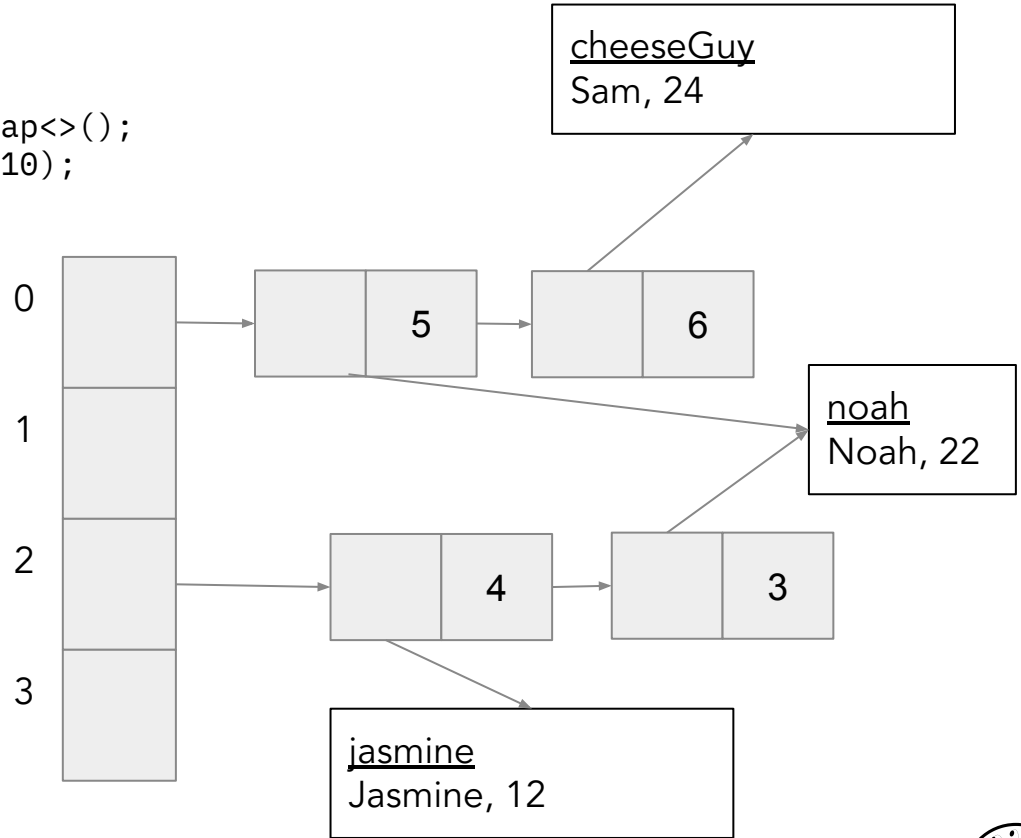 cheeseGuy
Sam, 24
ap<>();
10);
0
5
6
1
noah
Noah, 22
2
4
3
3
jasmine
Jasmine, 12